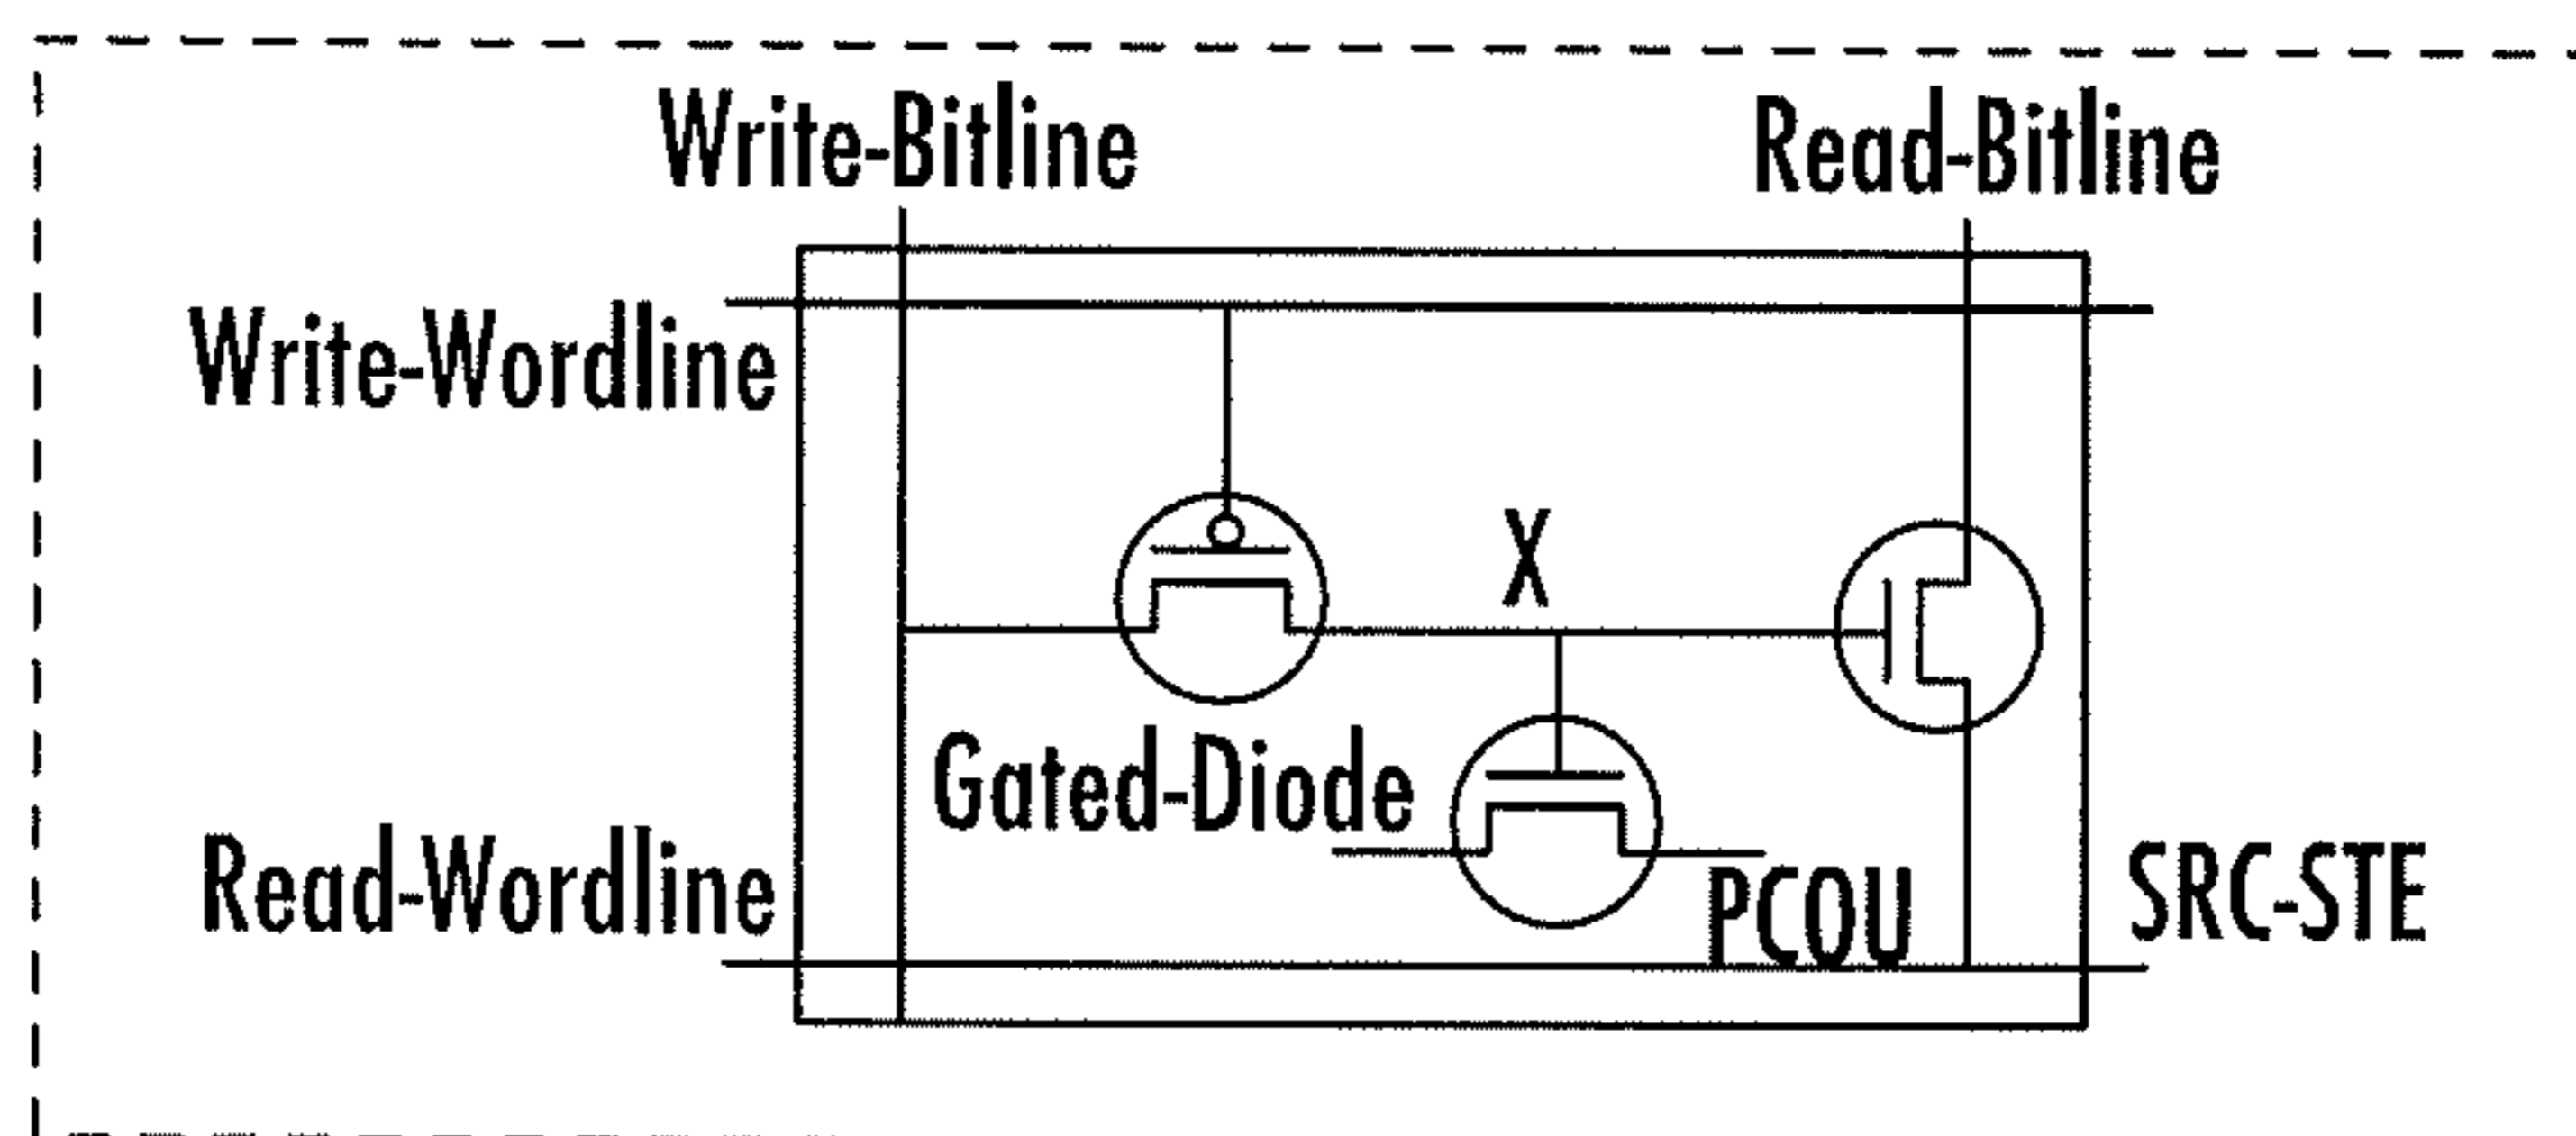 Write-Bitline
Read-Bitline
Write-Wordline
X
Gated-Diode
Read-Wordline
PCOU
SRC-STE